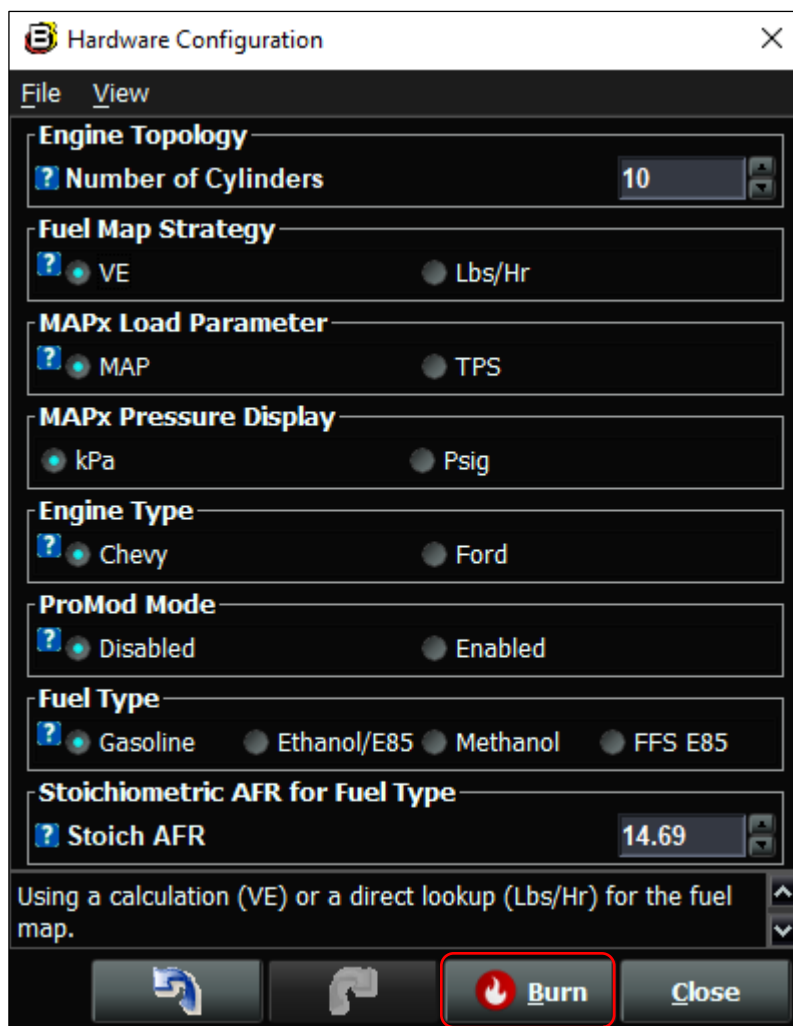 Hardware Configuration
File View
Engine Topology
? Number of Cylinders 10
Fuel Map Strategy
? VE Lbs/Hr
MAPx Load Parameter
? MAP TPS
MAPx Pressure Display
kPa Psig
Engine Type
? Chevy Ford
ProMod Mode
? Disabled Enabled
Fuel Type
? Gasoline Ethanol/E85 Methanol FFS E85
Stoichiometric AFR for Fuel Type
? Stoich AFR 14.69
Using a calculation (VE) or a direct lookup (Lbs/Hr) for the fuel
map.
Burn Close